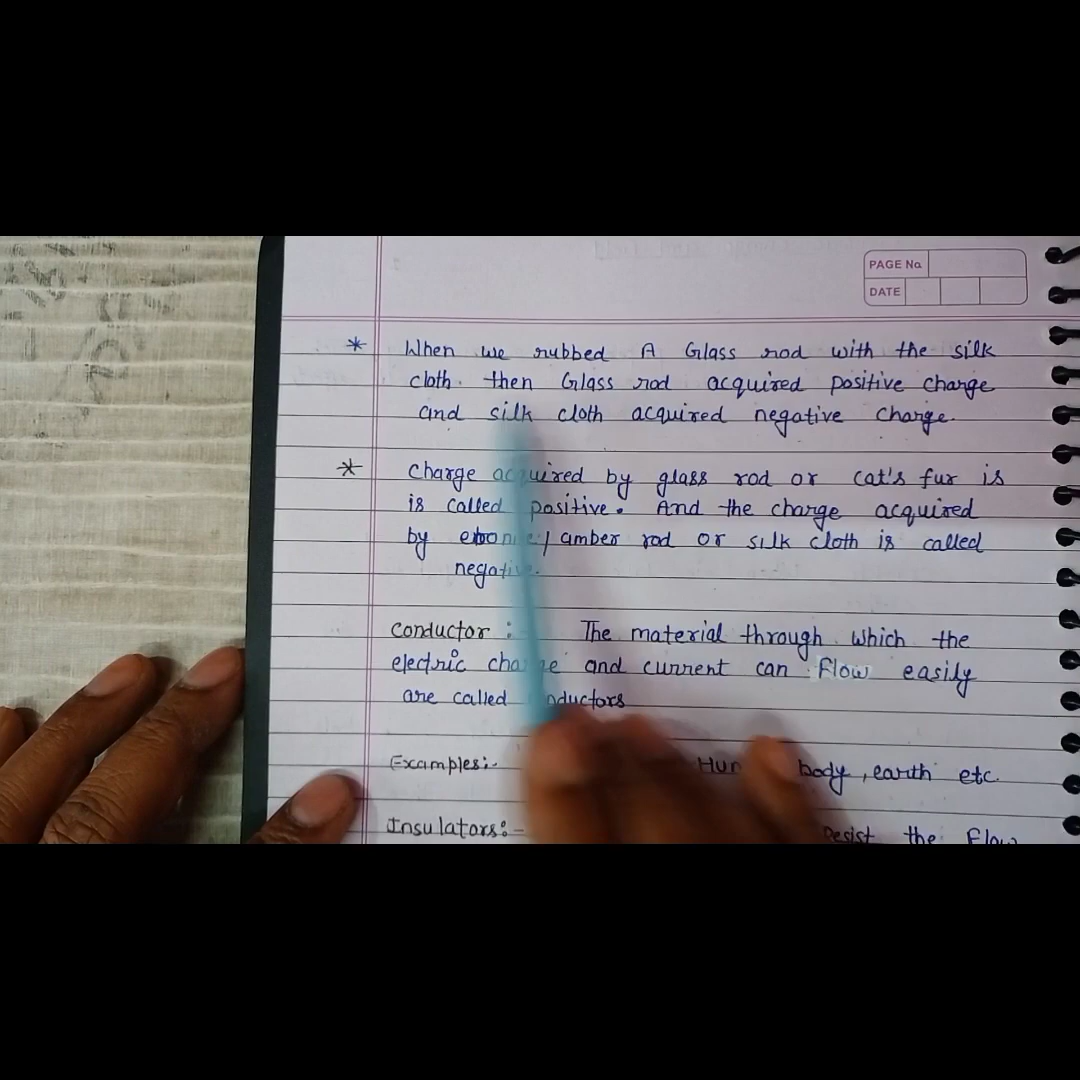 PAGE No
DATE
* When we rubbed A Glass rod with the silk
cloth. then Glass rod acquired positive charge
and silk cloth acquired negative charge.
* charge acquired by glass rod or cat's fur is
is called positive. And the charge acquired
by / amber rod or silk cloth is called
conductor : The material through which the
electric and current can flow easily
are called
Examples:- body, earth etc.
Insulators:- the flow